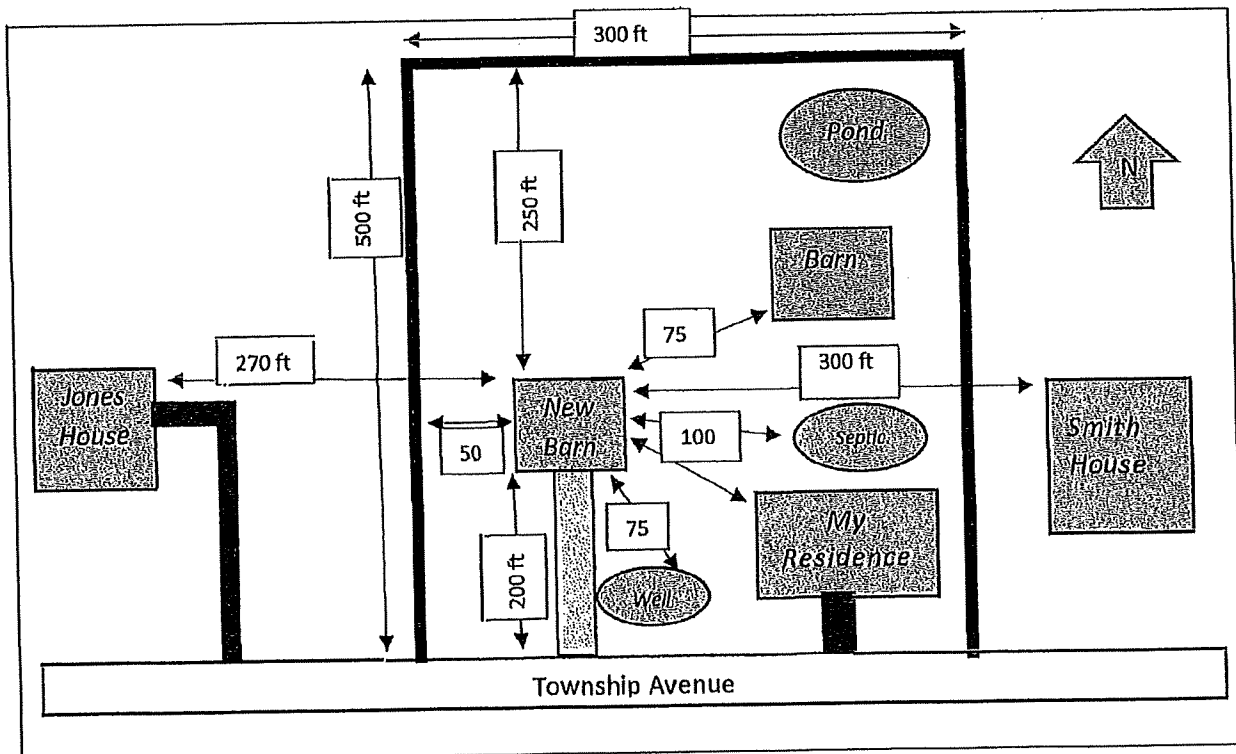 300 ft
Pond
N
500 ft
250 ft
Barn
75
270 ft
300 ft
Jones
House
New
Barn
50
100
Septic
Smith
House
My
Residence
75
200 ft
Well
Township Avenue